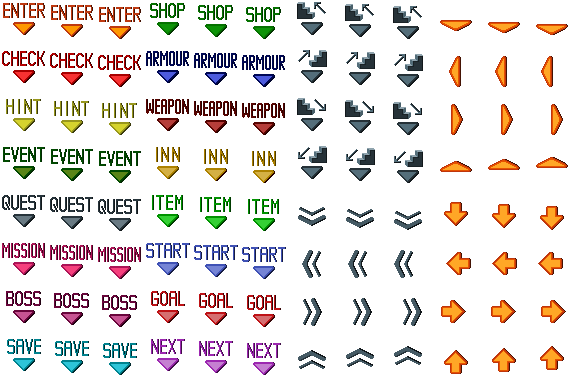 ENTER ENTER ENTER SHOP SHOP SHOP
CHECK CHECK CHECK ARMOUR ARMOUR ARMOUR
HINT HINT HINT WEAPON WEAPON WEAPON
EVENT EVENT EVENT INN INN INN
QUEST QUEST QUEST ITEM ITEM ITEM
MISSION MISSION MISSION START START START
BOSS BOSS BOSS GOAL GOAL GOAL
SAVE SAVE SAVE NEXT NEXT NEXT